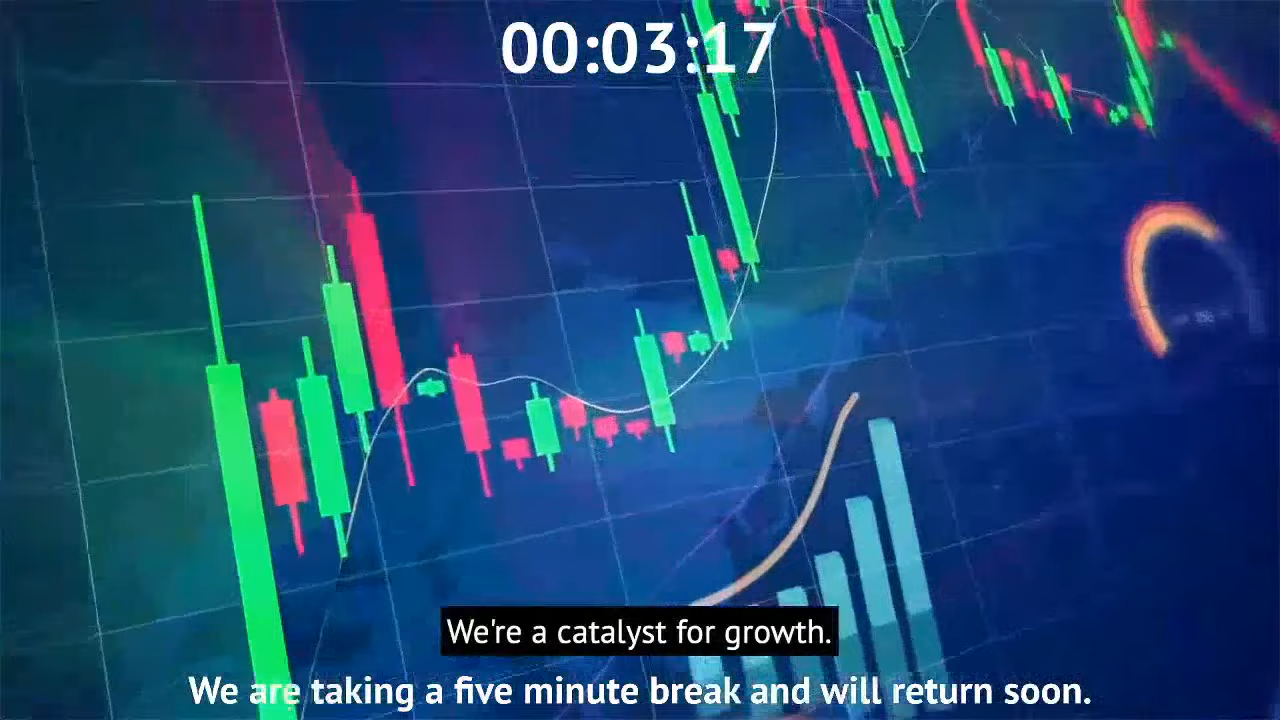 00:03:17
We're a catalyst for growth.
We are taking a five minute break and will return soon.